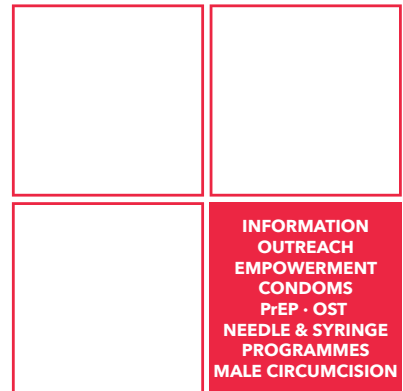 INFORMATION
OUTREACH
EMPOWERMENT
CONDOMS
PrEP · OST
NEEDLE & SYRINGE
PROGRAMMES
MALE CIRCUMCISION